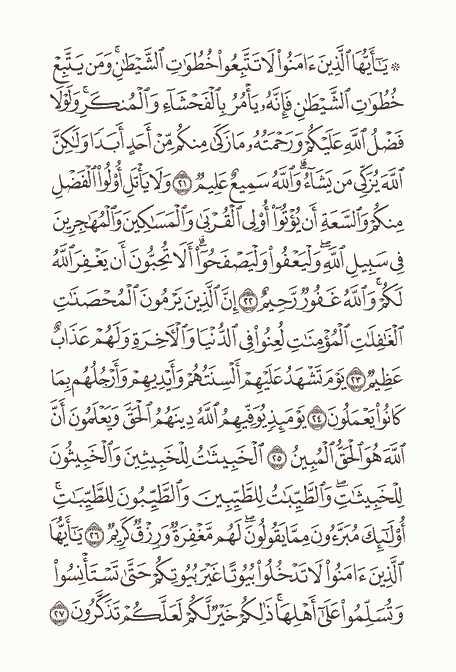 ۞ يَٰٓأَيُّهَا ٱلَّذِينَ ءَامَنُوا۟ لَا تَتَّبِعُوا۟ خُطُوَٰتِ ٱلشَّيْطَٰنِ ۚ وَمَن يَتَّبِعْ
خُطُوَٰتِ ٱلشَّيْطَٰنِ فَإِنَّهُۥ يَأْمُرُ بِٱلْفَحْشَآءِ وَٱلْمُنكَرِ ۚ وَلَوْلَا
فَضْلُ ٱللَّهِ عَلَيْكُمْ وَرَحْمَتُهُۥ مَا زَكَىٰ مِنكُم مِّنْ أَحَدٍ أَبَدًا وَلَٰكِنَّ
ٱللَّهَ يُزَكِّى مَن يَشَآءُ ۗ وَٱللَّهُ سَمِيعٌ عَلِيمٌ ٢١ وَلَا يَأْتَلِ أُو۟لُوا۟ ٱلْفَضْلِ
مِنكُمْ وَٱلسَّعَةِ أَن يُؤْتُوٓا۟ أُو۟لِى ٱلْقُرْبَىٰ وَٱلْمَسَٰكِينَ وَٱلْمُهَٰجِرِينَ
فِى سَبِيلِ ٱللَّهِ ۖ وَلْيَعْفُوا۟ وَلْيَصْفَحُوٓا۟ ۗ أَلَا تُحِبُّونَ أَن يَغْفِرَ ٱللَّهُ
لَكُمْ ۗ وَٱللَّهُ غَفُورٌ رَّحِيمٌ ٢٢ إِنَّ ٱلَّذِينَ يَرْمُونَ ٱلْمُحْصَنَٰتِ
ٱلْغَٰفِلَٰتِ ٱلْمُؤْمِنَٰتِ لُعِنُوا۟ فِى ٱلدُّنْيَا وَٱلْءَاخِرَةِ وَلَهُمْ عَذَابٌ
عَظِيمٌ ٢٣ يَوْمَ تَشْهَدُ عَلَيْهِمْ أَلْسِنَتُهُمْ وَأَيْدِيهِمْ وَأَرْجُلُهُم بِمَا
كَانُوا۟ يَعْمَلُونَ ٢٤ يَوْمَئِذٍ يُوَفِّيهِمُ ٱللَّهُ دِينَهُمُ ٱلْحَقَّ وَيَعْلَمُونَ أَنَّ
ٱللَّهَ هُوَ ٱلْحَقُّ ٱلْمُبِينُ ٢٥ ٱلْخَبِيثَٰتُ لِلْخَبِيثِينَ وَٱلْخَبِيثُونَ
لِلْخَبِيثَٰتِ ۖ وَٱلطَّيِّبَٰتُ لِلطَّيِّبِينَ وَٱلطَّيِّبُونَ لِلطَّيِّبَٰتِ ۚ
أُو۟لَٰٓئِكَ مُبَرَّءُونَ مِمَّا يَقُولُونَ ۖ لَهُم مَّغْفِرَةٌ وَرِزْقٌ كَرِيمٌ ٢٦ يَٰٓأَيُّهَا
ٱلَّذِينَ ءَامَنُوا۟ لَا تَدْخُلُوا۟ بُيُوتًا غَيْرَ بُيُوتِكُمْ حَتَّىٰ تَسْتَأْنِسُوا۟
وَتُسَلِّمُوا۟ عَلَىٰٓ أَهْلِهَا ۚ ذَٰلِكُمْ خَيْرٌ لَّكُمْ لَعَلَّكُمْ تَذَكَّرُونَ ٢٧